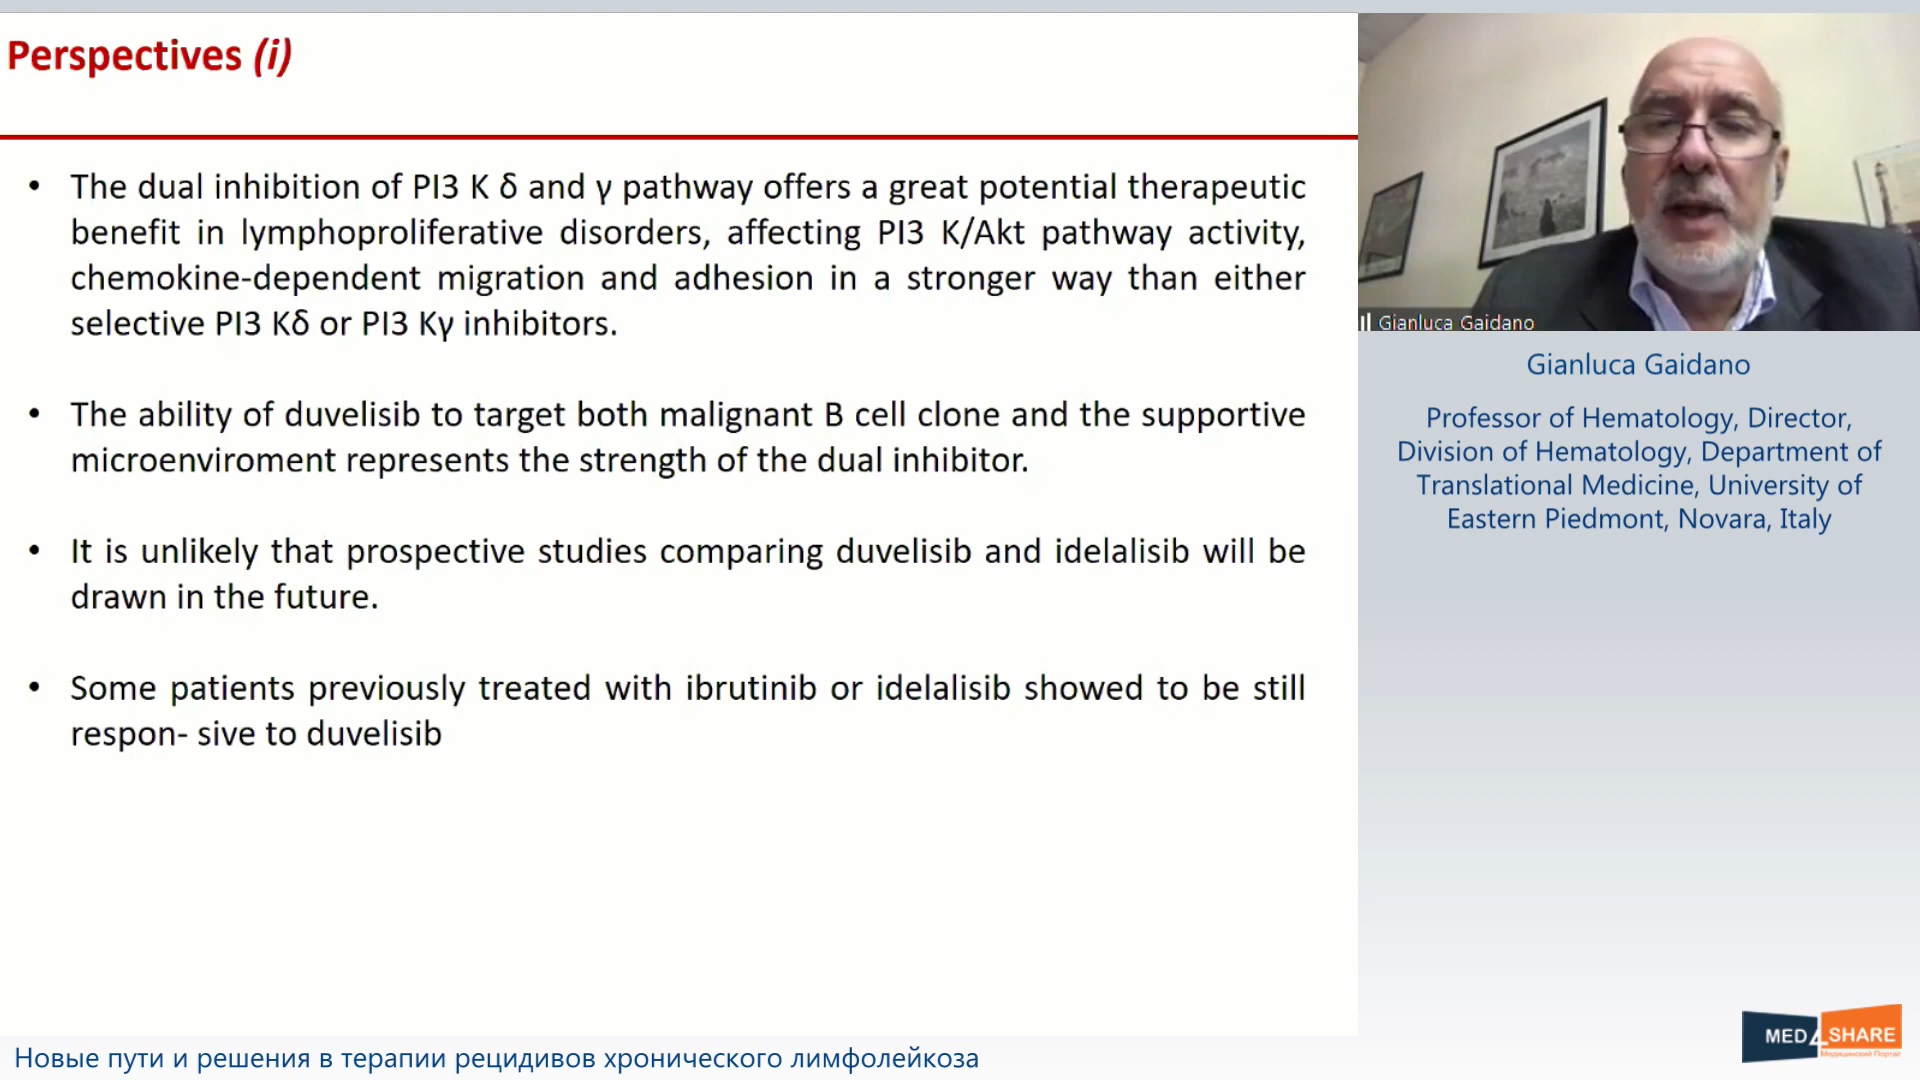 Perspectives (i)
• The dual inhibition of PI3 K δ and γ pathway offers a great potential therapeutic
benefit in lymphoproliferative disorders, affecting PI3 K/Akt pathway activity,
chemokine-dependent migration and adhesion in a stronger way than either
selective PI3 Kδ or PI3 Kγ inhibitors.
• The ability of duvelisib to target both malignant B cell clone and the supportive
microenviroment represents the strength of the dual inhibitor.
• It is unlikely that prospective studies comparing duvelisib and idelalisib will be
drawn in the future.
• Some patients previously treated with ibrutinib or idelalisib showed to be still
respon- sive to duvelisib
Gianluca Gaidano
Gianluca Gaidano
Professor of Hematology, Director,
Division of Hematology, Department of
Translational Medicine, University of
Eastern Piedmont, Novara, Italy
MED4SHARE
Медицинский Портал
Новые пути и решения в терапии рецидивов хронического лимфолейкоза